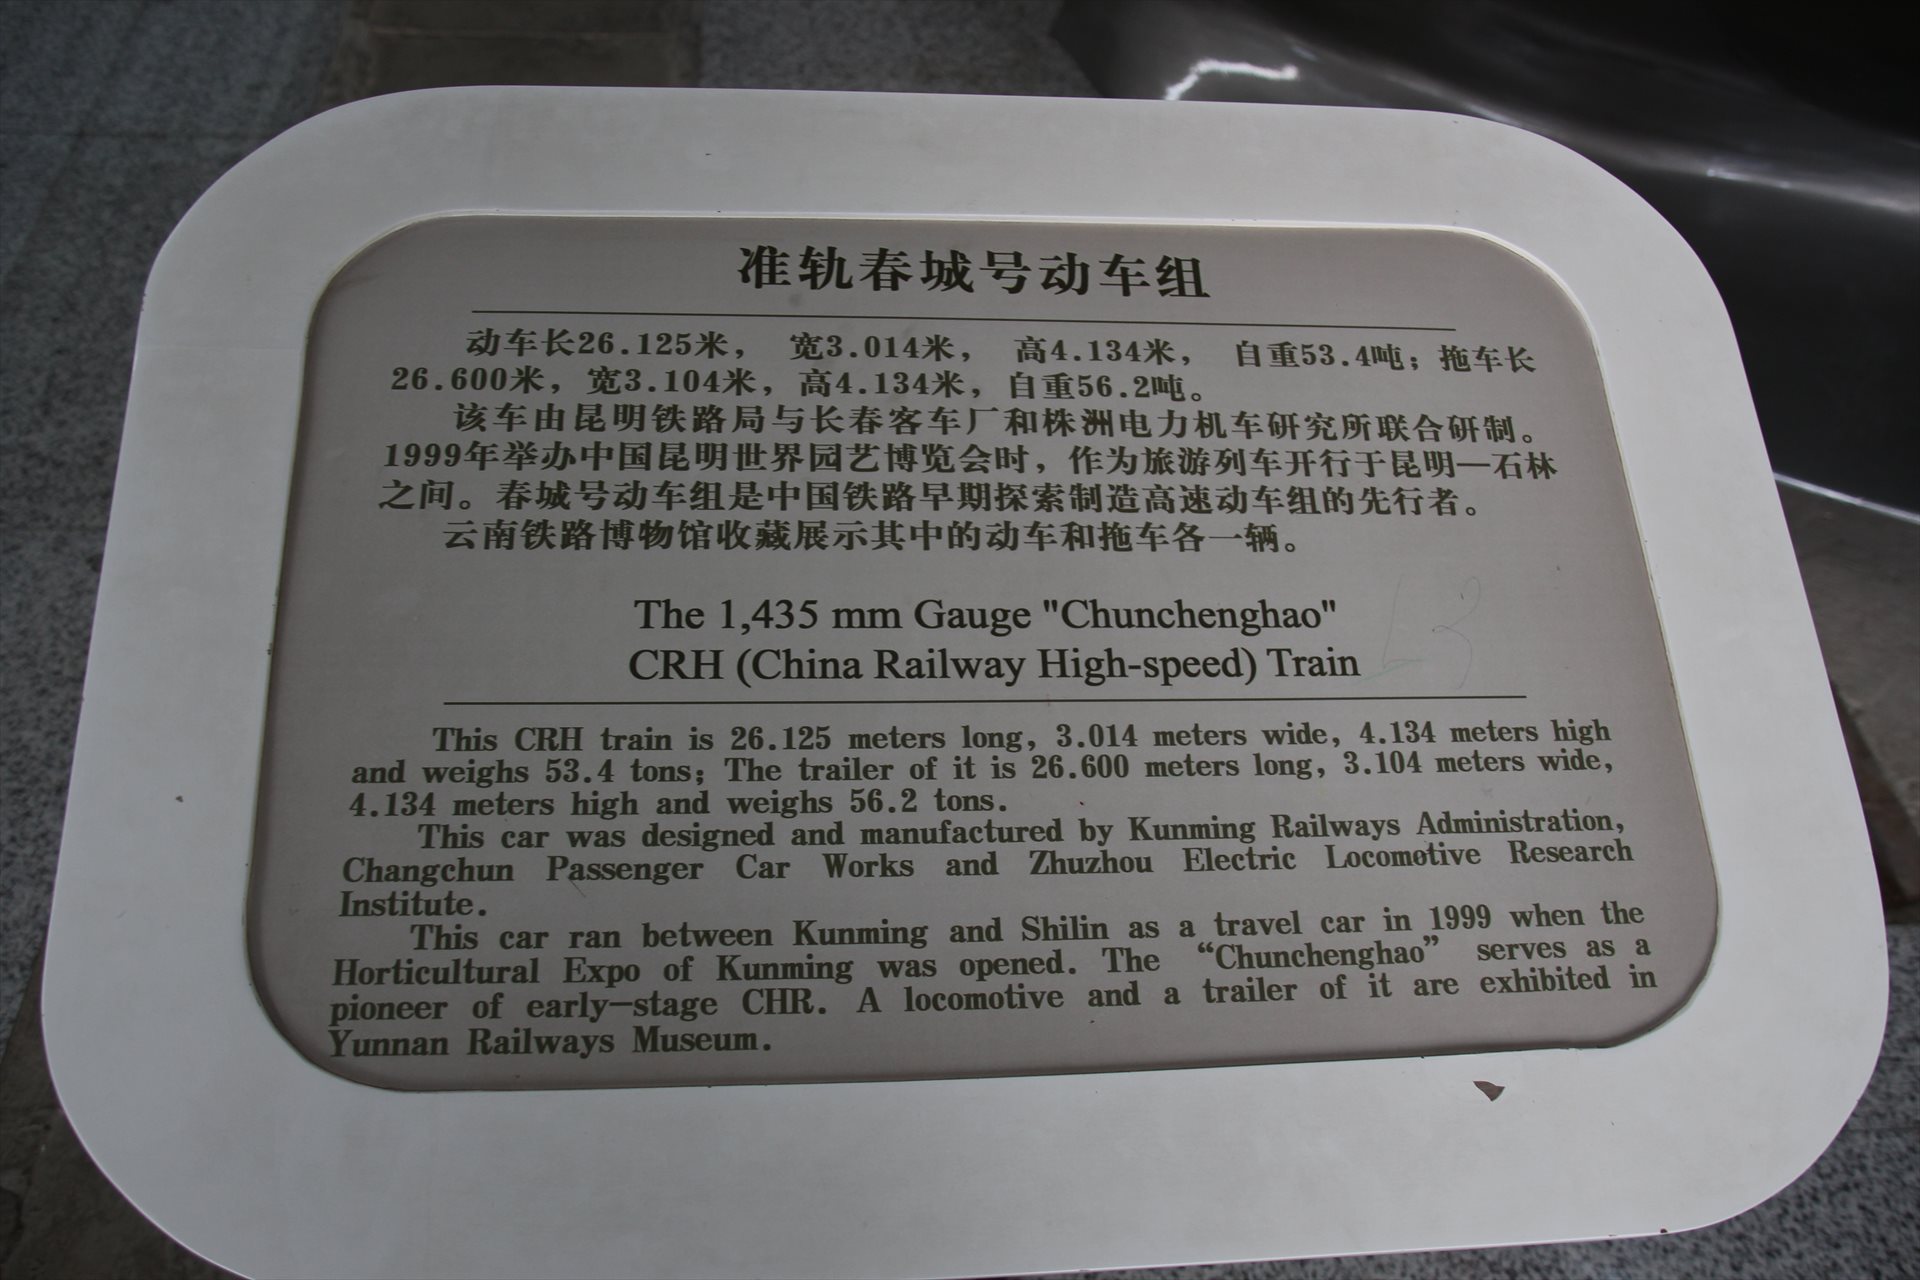 准轨春城号动车组
动车长26.125米， 宽3.014米， 高4.134米， 自重53.4吨；拖车长
26.600米，宽3.104米，高4.134米，自重56.2吨。
该车由昆明铁路局与长春客车厂和株洲电力机车研究所联合研制。
1999年举办中国昆明世界园艺博览会时，作为旅游列车开行于昆明—石林
之间。春城号动车组是中国铁路早期探索制造高速动车组的先行者。
云南铁路博物馆收藏展示其中的动车和拖车各一辆。
The 1,435 mm Gauge "Chunchenghao"
CRH (China Railway High-speed) Train
This CRH train is 26.125 meters long, 3.014 meters wide, 4.134 meters high
and weighs 53.4 tons; The trailer of it is 26.600 meters long, 3.104 meters wide,
4.134 meters high and weighs 56.2 tons.
This car was designed and manufactured by Kunming Railways Administration,
Changchun Passenger Car Works and Zhuzhou Electric Locomotive Research
Institute.
This car ran between Kunming and Shilin as a travel car in 1999 when the
Horticultural Expo of Kunming was opened. The “Chunchenghao” serves as a
pioneer of early—stage CHR. A locomotive and a trailer of it are exhibited in
Yunnan Railways Museum.